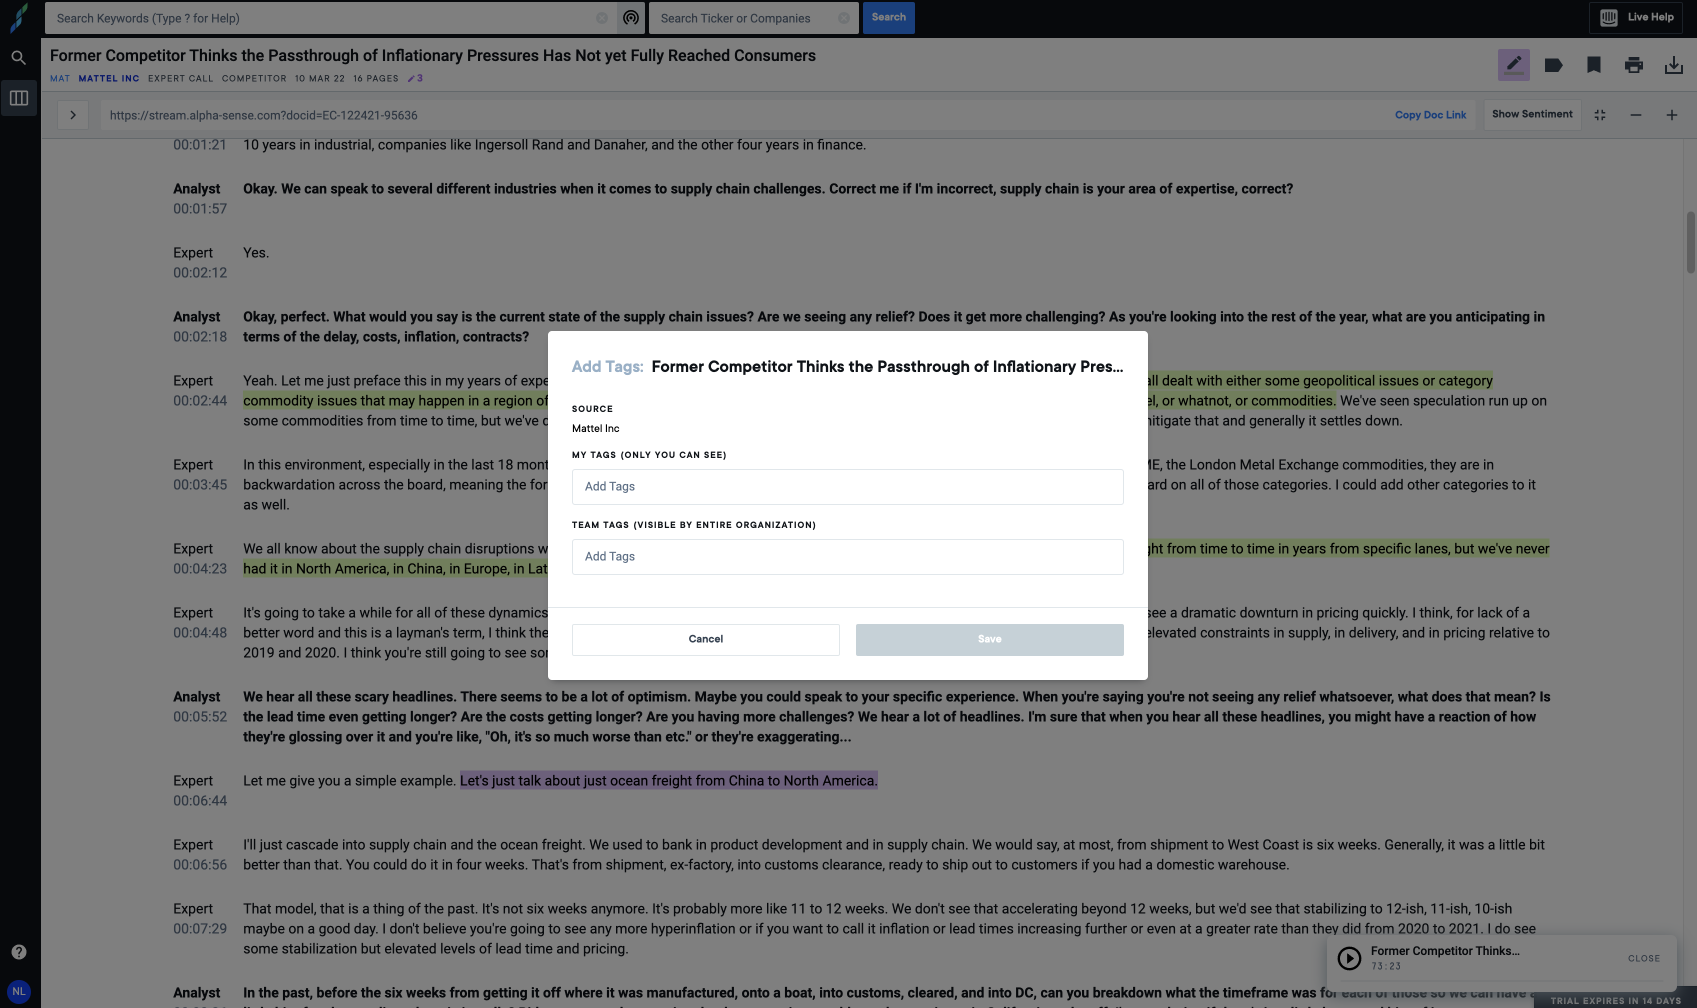 Search Keywords (Type ? for Help)
Search Ticker or Companies
Search
Live Help
Former Competitor Thinks the Passthrough of Inflationary Pressures Has Not yet Fully Reached Consumers
MAT MATTEL INC EXPERT CALL COMPETITOR 10 MAR 22 16 PAGES 3
https://stream.alpha-sense.com?docid=EC-122421-95636
Copy Doc Link
Show Sentiment
00:01:21 10 years in industrial, companies like Ingersoll Rand and Danaher, and the other four years in finance.
Analyst Okay. We can speak to several different industries when it comes to supply chain challenges. Correct me if I'm incorrect, supply chain is your area of expertise, correct?
00:01:57
Expert Yes.
00:02:12
Analyst Okay, perfect. What would you say is the current state of the supply chain issues? Are we seeing any relief? Does it get more challenging? As you're looking into the rest of the year, what are you anticipating in
00:02:18 terms of the delay, costs, inflation, contracts?
Expert Yeah. Let me just preface this in my years of expe all dealt with either some geopolitical issues or category
00:02:44 commodity issues that may happen in a region of el, or whatnot, or commodities. We've seen speculation run up on
some commodities from time to time, but we've nitigate that and generally it settles down.
Expert In this environment, especially in the last 18 mont ME, the London Metal Exchange commodities, they are in
00:03:45 backwardation across the board, meaning the for ard on all of those categories. I could add other categories to it
as well.
Expert We all know about the supply chain disruptions w ght from time to time in years from specific lanes, but we've never
00:04:23 had it in North America, in China, in Europe, in Lat
Expert It's going to take a while for all of these dynamics see a dramatic downturn in pricing quickly. I think, for lack of a
00:04:48 better word and this is a layman's term, I think the elevated constraints in supply, in delivery, and in pricing relative to
2019 and 2020. I think you're still going to see sor
Analyst We hear all these scary headlines. There seems to be a lot of optimism. Maybe you could speak to your specific experience. When you're saying you're not seeing any relief whatsoever, what does that mean? Is
00:05:52 the lead time even getting longer? Are the costs getting longer? Are you having more challenges? We hear a lot of headlines. I'm sure that when you hear all these headlines, you might have a reaction of how
they're glossing over it and you're like, "Oh, it's so much worse than etc." or they're exaggerating...
Expert Let me give you a simple example. Let's just talk about just ocean freight from China to North America.
00:06:44
Expert I'll just cascade into supply chain and the ocean freight. We used to bank in product development and in supply chain. We would say, at most, from shipment to West Coast is six weeks. Generally, it was a little bit
00:06:56 better than that. You could do it in four weeks. That's from shipment, ex-factory, into customs clearance, ready to ship out to customers if you had a domestic warehouse.
Expert That model, that is a thing of the past. It's not six weeks anymore. It's probably more like 11 to 12 weeks. We don't see that accelerating beyond 12 weeks, but we'd see that stabilizing to 12-ish, 11-ish, 10-ish
00:07:29 maybe on a good day. I don't believe you're going to see any more hyperinflation or if you want to call it inflation or lead times increasing further or even at a greater rate than they did from 2020 to 2021. I do see
some stabilization but elevated levels of lead time and pricing.
Analyst In the past, before the six weeks from getting it off where it was manufactured, onto a boat, into customs, cleared, and into DC, can you breakdown what the timeframe was for each of those so we can have
Add Tags: Former Competitor Thinks the Passthrough of Inflationary Pres...
SOURCE
Mattel Inc
MY TAGS (ONLY YOU CAN SEE)
Add Tags
TEAM TAGS (VISIBLE BY ENTIRE ORGANIZATION)
Add Tags
Cancel
Save
Former Competitor Thinks...
73:23
CLOSE
TRIAL EXPIRES IN 14 DAYS
?
NL